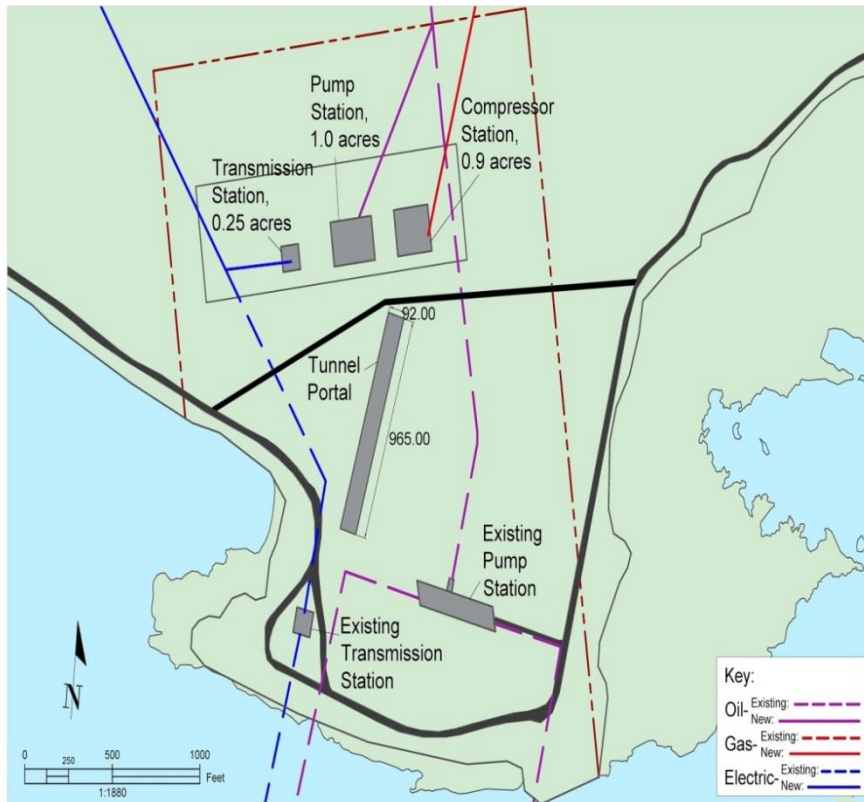 Pump
Station,
1.0 acres
Compressor
Station,
0.9 acres
Transmission
Station,
0.25 acres
92.00
Tunnel
Portal
965.00
Existing
Pump
Station
Existing
Transmission
Station
N
0 250 500 1000
Feet
1:1880
Key:
Oil- Existing:
New:
Gas- Existing:
New:
Electric- Existing:
New: